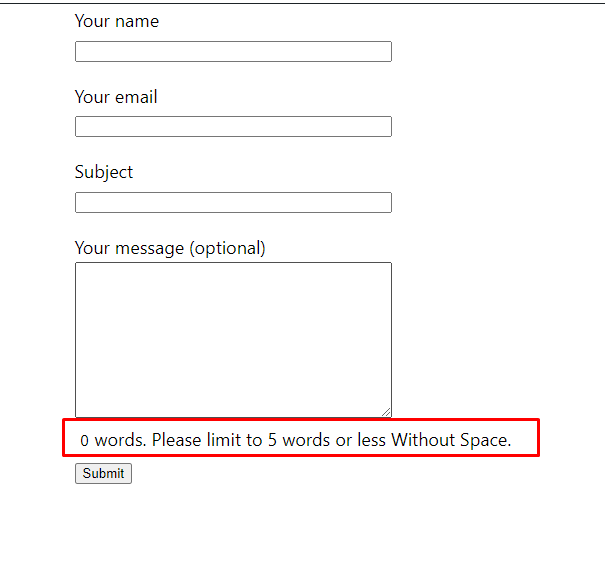 Your name
Your email
Subject
Your message (optional)
0 words. Please limit to 5 words or less Without Space.
Submit